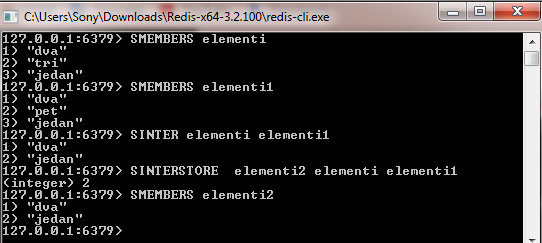 C:\Users\Sony\Downloads\Redis-x64-3.2.100\redis-cli.exe
127.0.0.1:6379> SMEMBERS elementi
1) "dva"
2) "tri"
3) "jedan"
127.0.0.1:6379> SMEMBERS elementi1
1) "dva"
2) "pet"
3) "jedan"
127.0.0.1:6379> SINTER elementi elementi1
1) "dva"
2) "jedan"
127.0.0.1:6379> SINTERSTORE  elementi2 elementi elementi1
(integer) 2
127.0.0.1:6379> SMEMBERS elementi2
1) "dva"
2) "jedan"
127.0.0.1:6379>